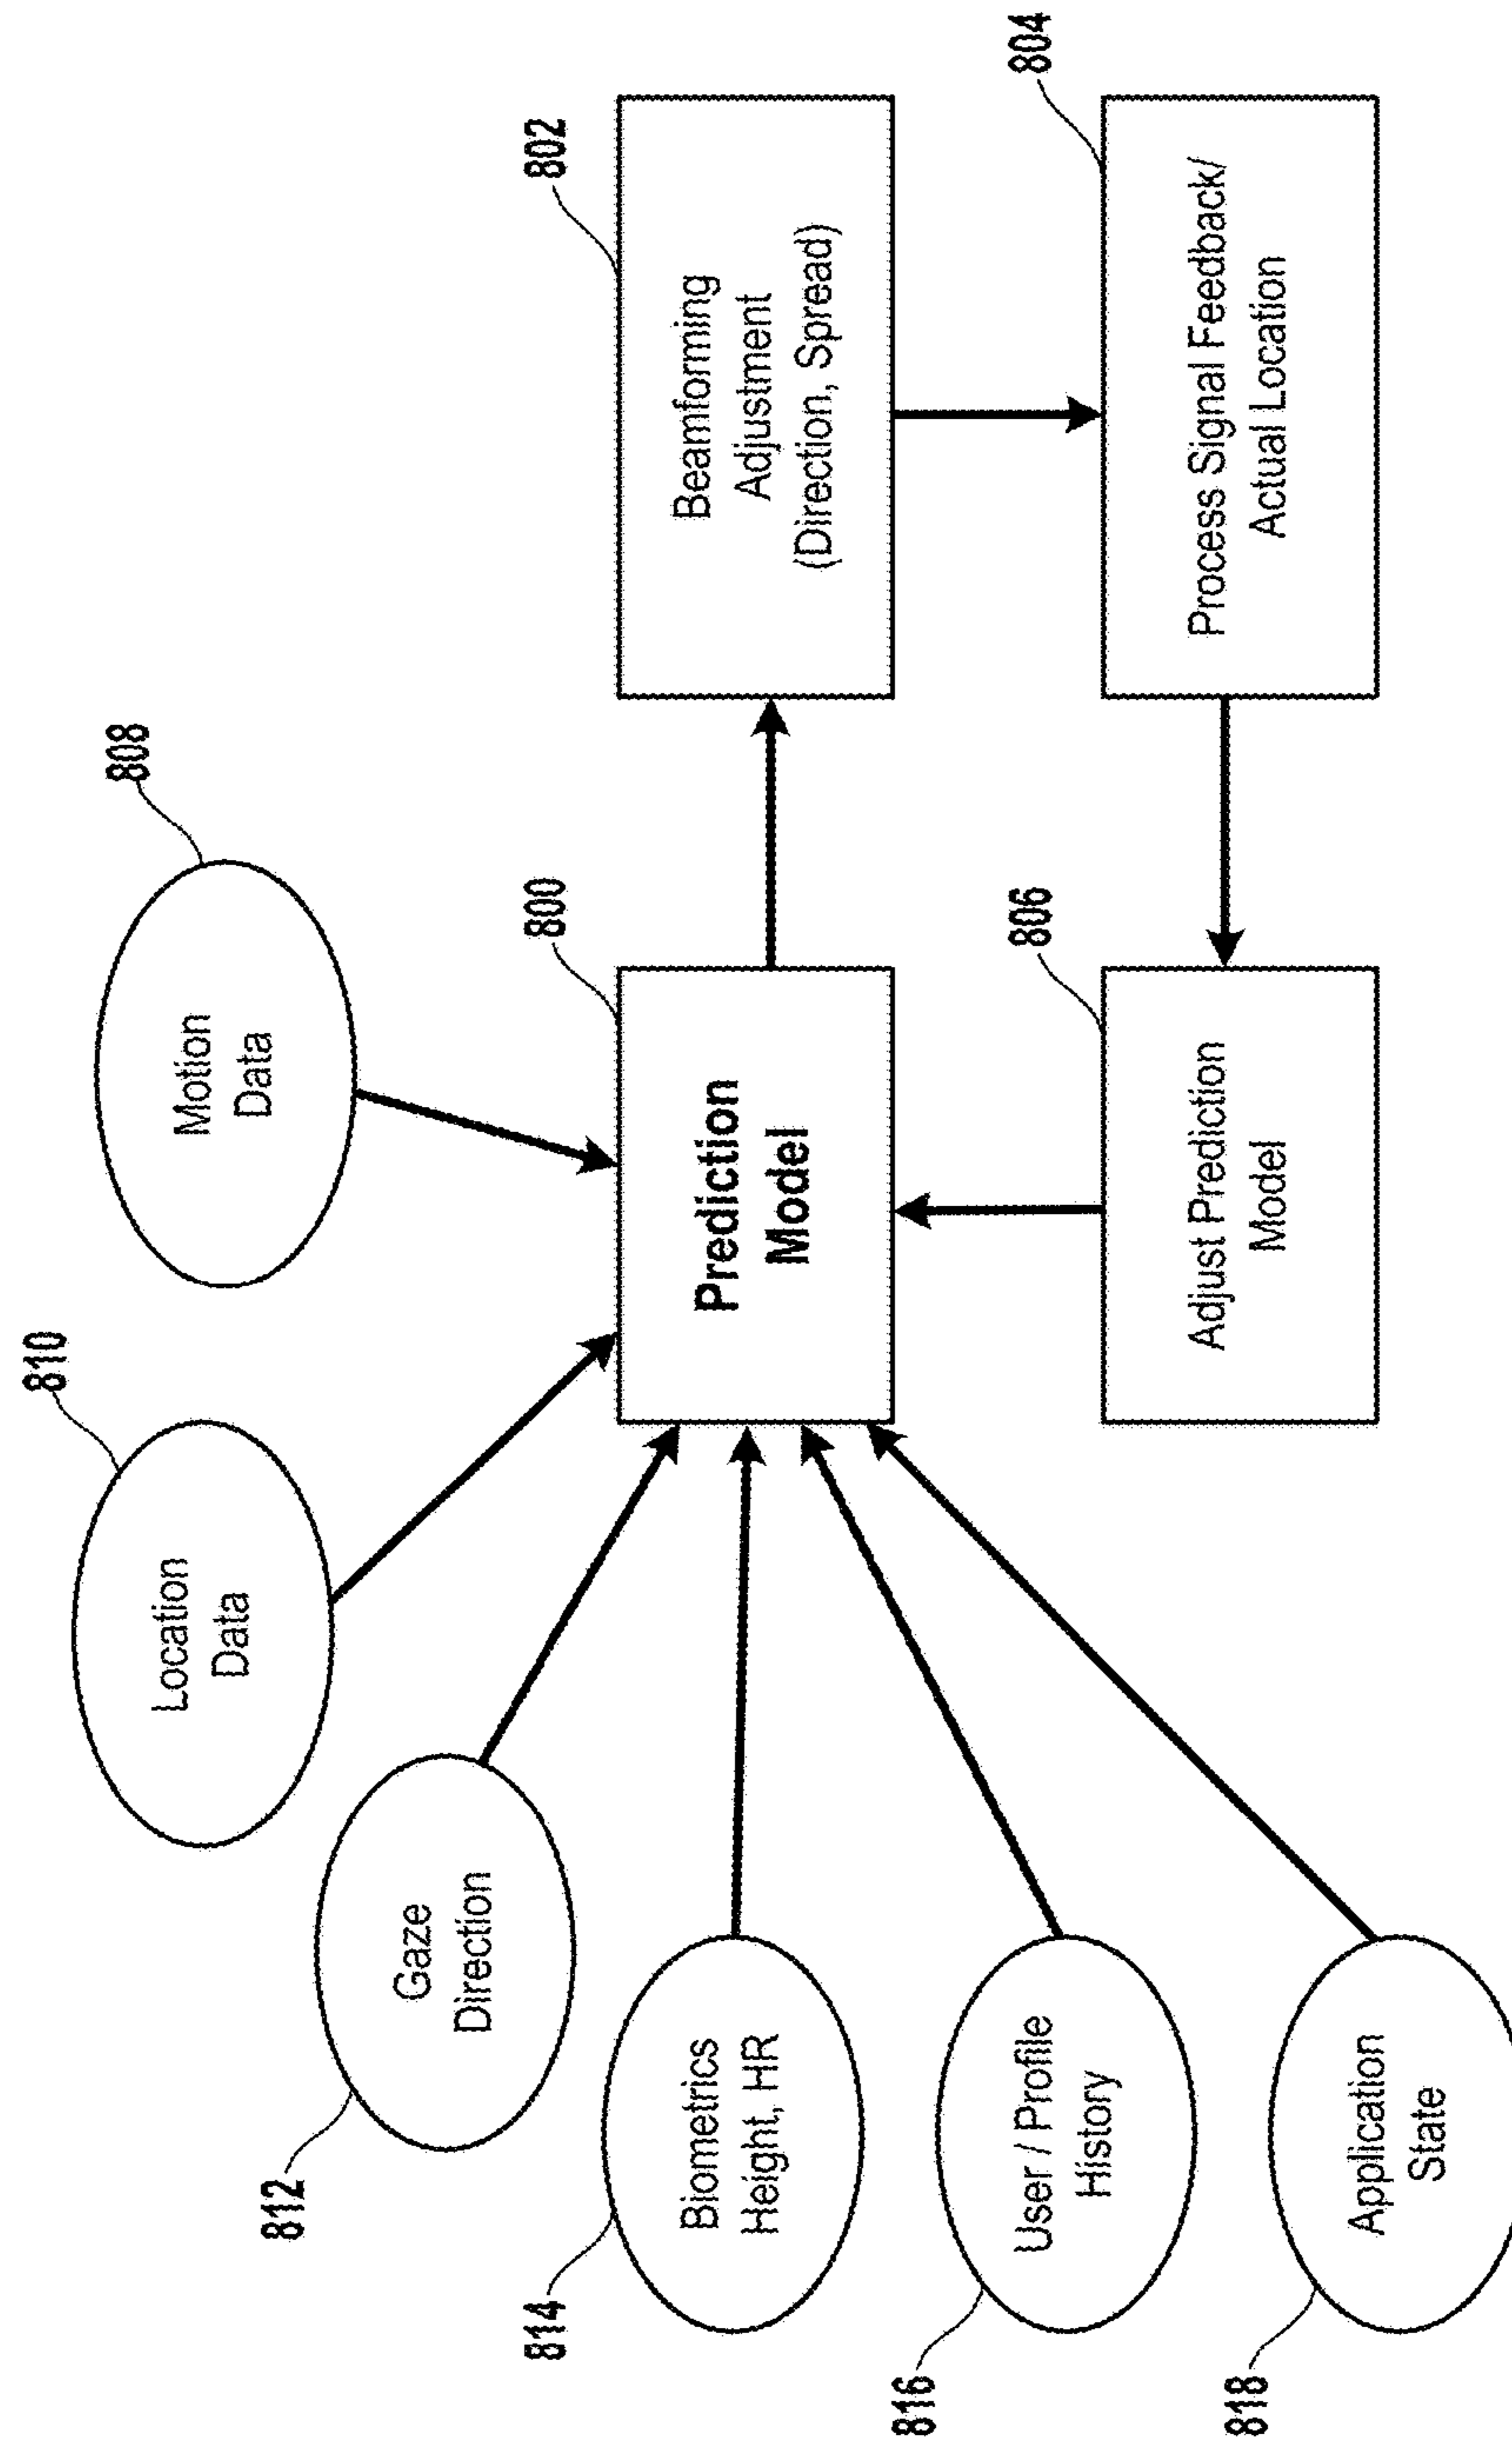 808
Motion
Data
810
Location
Data
812
Gaze
Direction
814
Biometrics
Height, HR
816
User / Profile
History
818
Application
State
800
Prediction
Model
802
Beamforming
Adjustment
(Direction, Spread)
804
Process Signal Feedback/
Actual Location
806
Adjust Prediction
Model